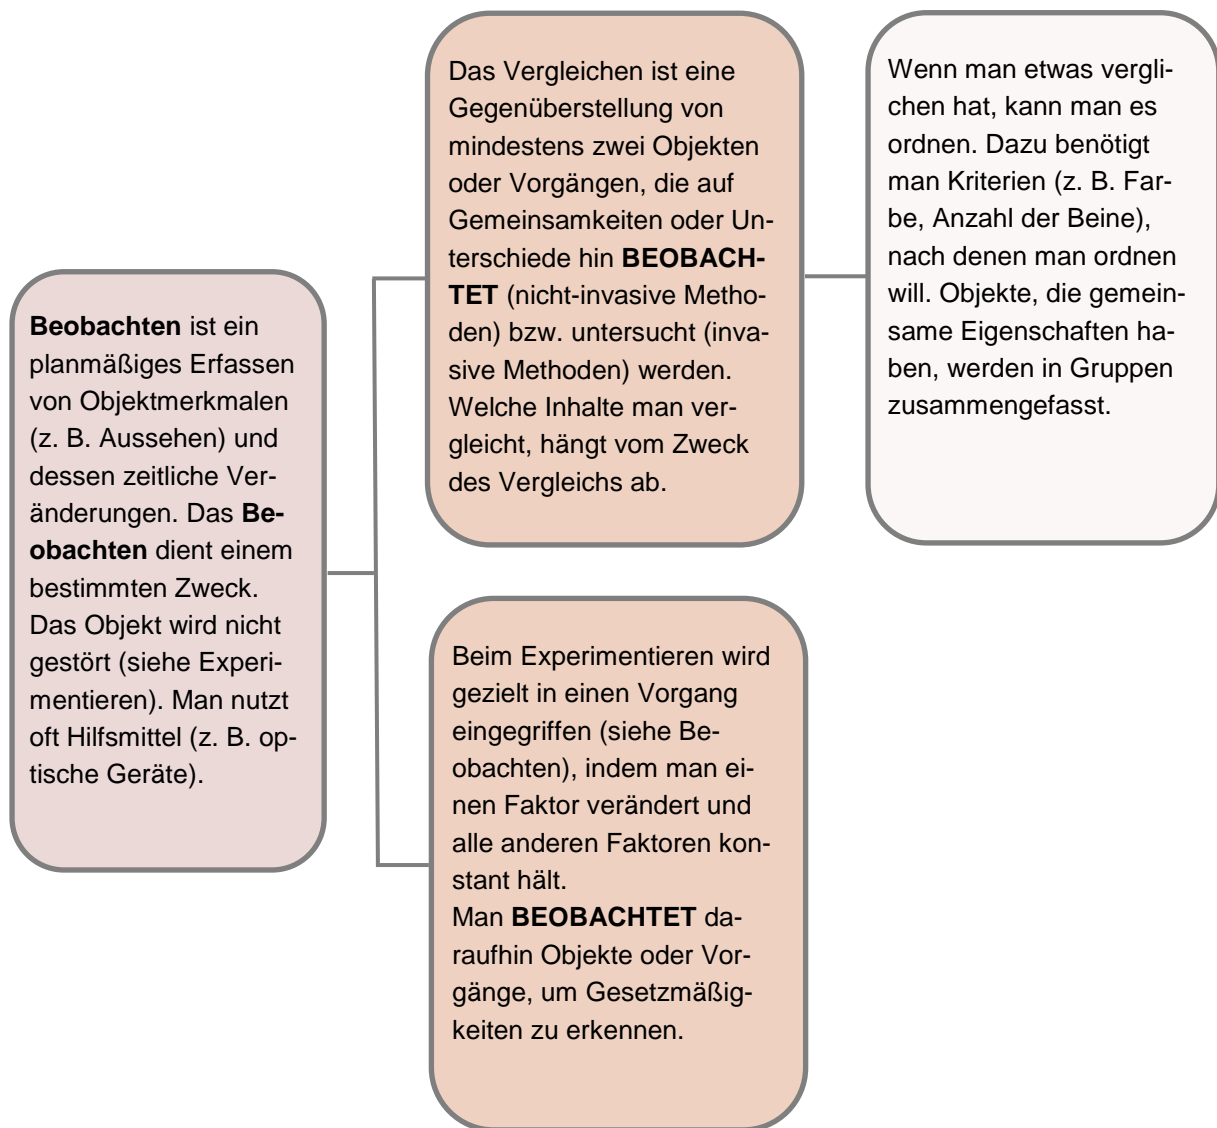 Beobachten ist ein
planmäßiges Erfassen
von Objektmerkmalen
(z. B. Aussehen) und
dessen zeitliche Ver-
änderungen. Das Be-
obachten dient einem
bestimmten Zweck.
Das Objekt wird nicht
gestört (siehe Experi-
mentieren). Man nutzt
oft Hilfsmittel (z. B. op-
tische Geräte).
Das Vergleichen ist eine
Gegenüberstellung von
mindestens zwei Objekten
oder Vorgängen, die auf
Gemeinsamkeiten oder Un-
terschiede hin BEOBACH-
TET (nicht-invasive Metho-
den) bzw. untersucht (inva-
sive Methoden) werden.
Welche Inhalte man ver-
gleicht, hängt vom Zweck
des Vergleichs ab.
Wenn man etwas vergli-
chen hat, kann man es
ordnen. Dazu benötigt
man Kriterien (z. B. Far-
be, Anzahl der Beine),
nach denen man ordnen
will. Objekte, die gemein-
same Eigenschaften ha-
ben, werden in Gruppen
zusammengefasst.
Beim Experimentieren wird
gezielt in einen Vorgang
eingegriffen (siehe Be-
obachten), indem man ei-
nen Faktor verändert und
alle anderen Faktoren kon-
stant hält.
Man BEOBACHTET da-
raufhin Objekte oder Vor-
gänge, um Gesetzmäßig-
keiten zu erkennen.